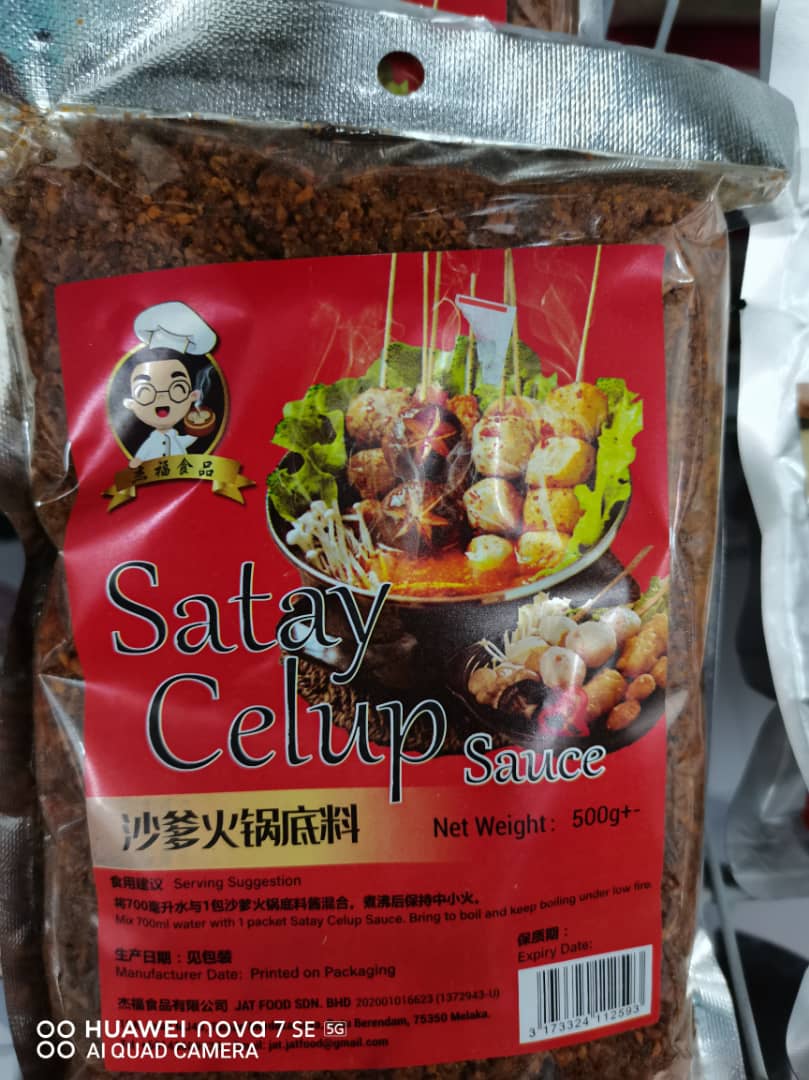 杰福食品
Satay
Celup
Sauce
沙爹火锅底料
Net Weight: 500g+-
食用建议 Serving Suggestion
将700毫升水与1包沙爹火锅底料酱混合。煮沸后保持中小火。
Mix 700ml water with 1 packet Satay Celup Sauce. Bring to boil and keep boiling under low fire.
生产日期：见包装
Manufacturer Date: Printed on Packaging
保质期：
Expiry Date:
杰福食品有限公司 JAT FOOD SDN. BHD 202001016623 (1372943-U)
Berendam, 75350 Melaka.
jat.jatfood@gmail.com
3 173324 112593
HUAWEI nova 7 SE 5G
AI QUAD CAMERA